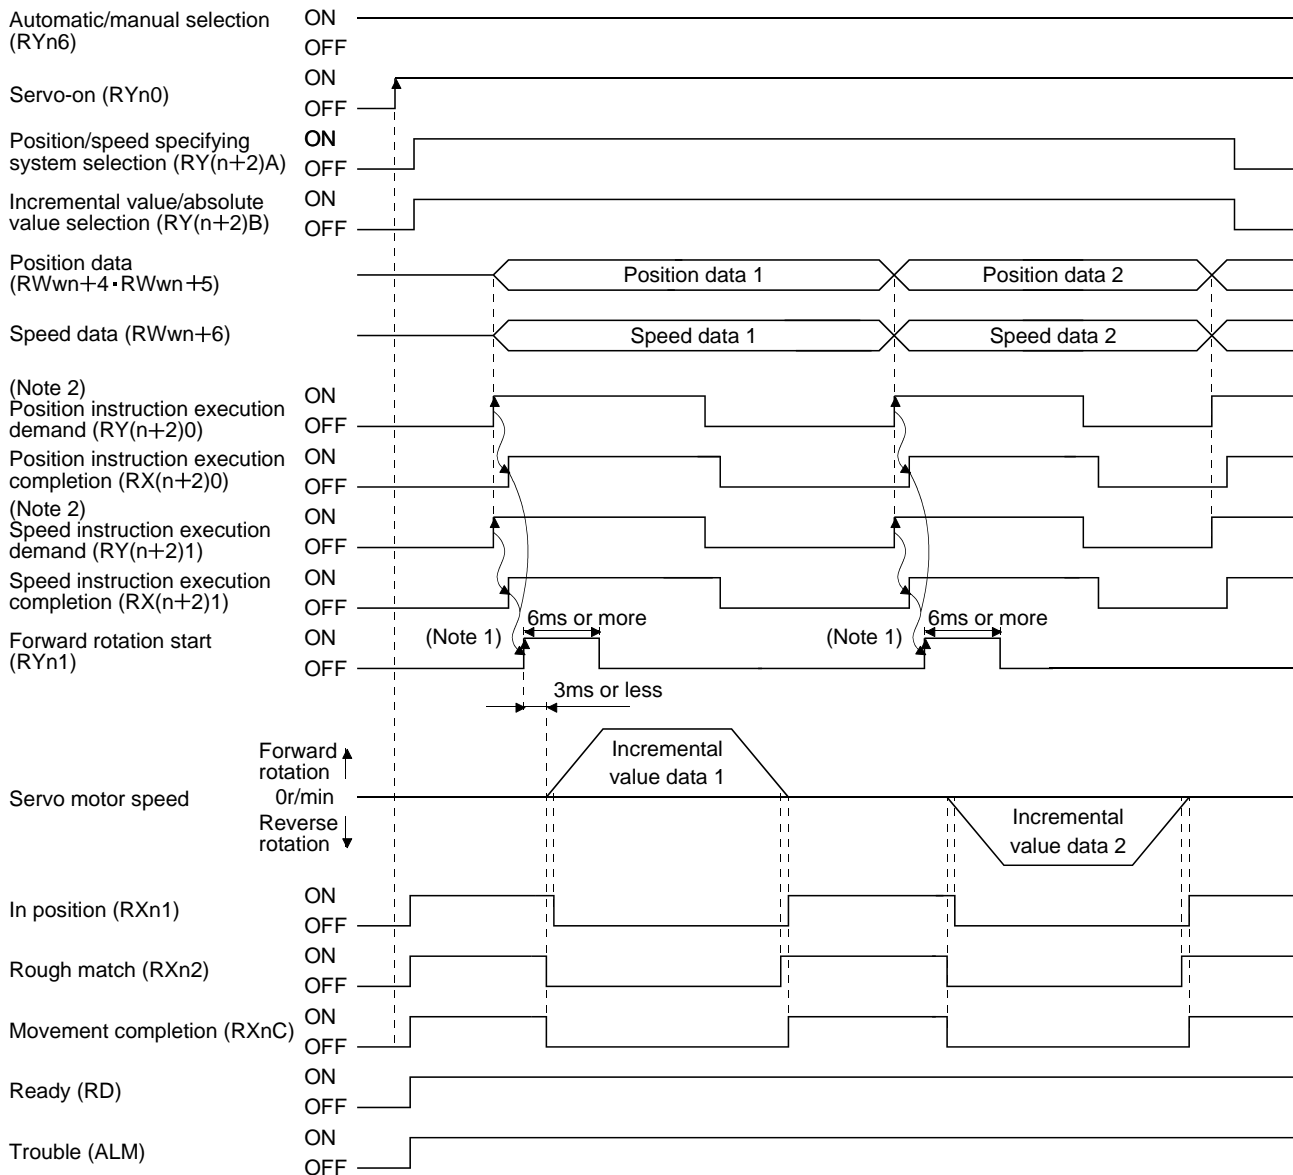 Automatic/manual selection
(RYn6)
ON
OFF
Servo-on (RYn0)
ON
OFF
Position/speed specifying
system selection (RY(n+2)A)
ON
OFF
Incremental value/absolute
value selection (RY(n+2)B)
ON
OFF
Position data
(RWwn+4·RWwn+5)
Position data 1
Position data 2
Speed data (RWwn+6)
Speed data 1
Speed data 2
(Note 2)
Position instruction execution
demand (RY(n+2)0)
ON
OFF
Position instruction execution
completion (RX(n+2)0)
ON
OFF
(Note 2)
Speed instruction execution
demand (RY(n+2)1)
ON
OFF
Speed instruction execution
completion (RX(n+2)1)
ON
OFF
Forward rotation start
(RYn1)
ON
OFF
(Note 1)
6ms or more
(Note 1)
6ms or more
3ms or less
Servo motor speed
Forward
rotation
0r/min
Reverse
rotation
Incremental
value data 1
Incremental
value data 2
In position (RXn1)
ON
OFF
Rough match (RXn2)
ON
OFF
Movement completion (RXnC)
ON
OFF
Ready (RD)
ON
OFF
Trouble (ALM)
ON
OFF